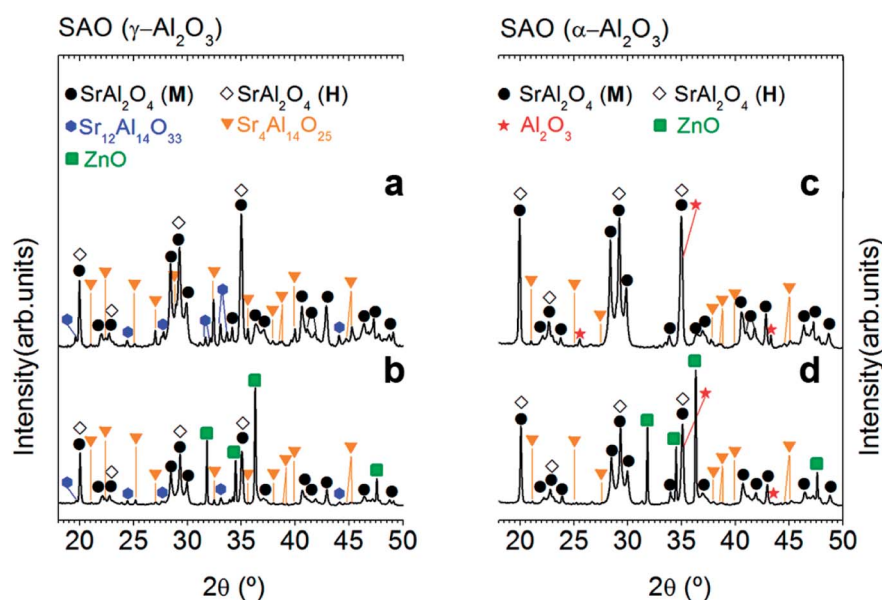 SAO (γ–Al₂O₃)
SrAl₂O₄ (M)
SrAl₂O₄ (H)
Sr₁₂Al₁₄O₃₃
Sr₄Al₁₄O₂₅
ZnO
a
b
Intensity(arb.units)
20 25 30 35 40 45 50
2θ (º)
SAO (α–Al₂O₃)
SrAl₂O₄ (M)
SrAl₂O₄ (H)
Al₂O₃
ZnO
c
d
Intensity(arb.units)
20 25 30 35 40 45 50
2θ (º)